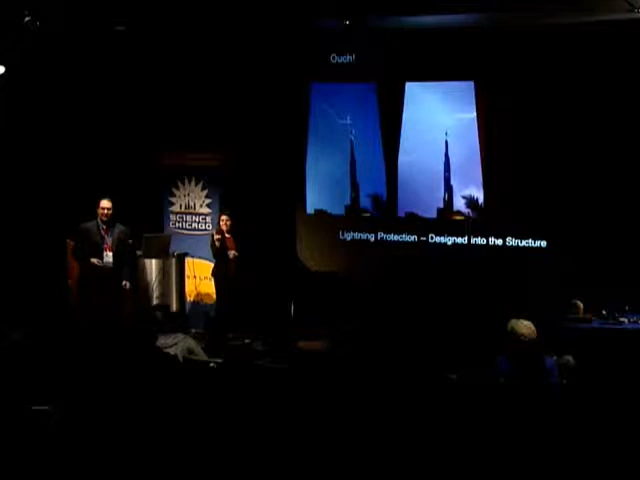 Ouch!
SCIENCE
CHICAGO
Lightning Protection – Designed into the Structure